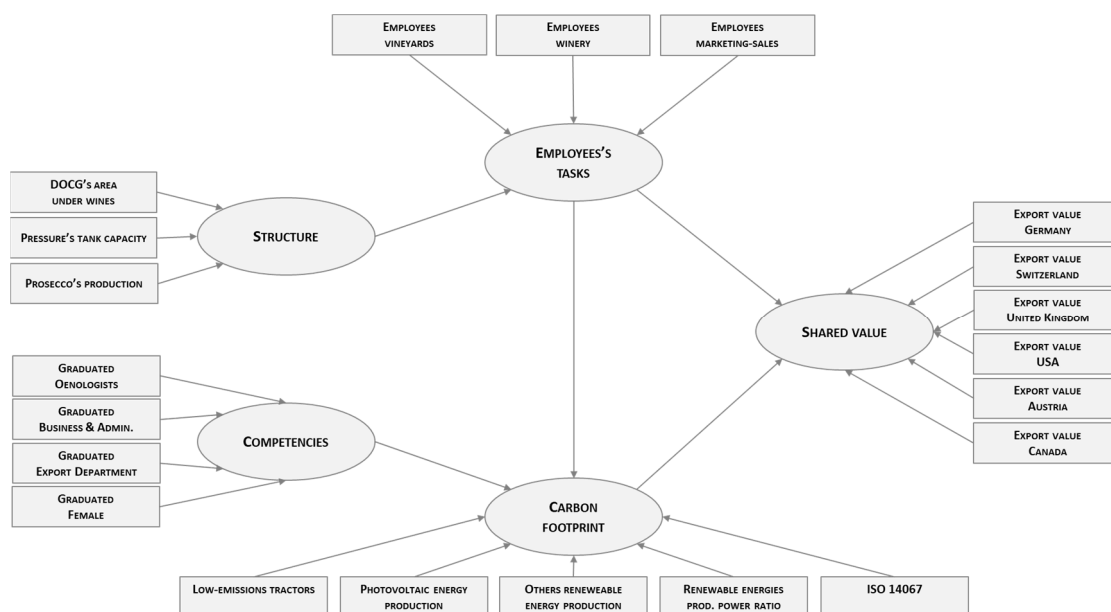 EMPLOYEES
VINEYARDS
EMPLOYEES
WINERY
EMPLOYEES
MARKETING-SALES
EMPLOYEES'S
TASKS
DOCG'S AREA
UNDER WINES
PRESSURE'S TANK CAPACITY
PROSECCO'S PRODUCTION
STRUCTURE
EXPORT VALUE
GERMANY
EXPORT VALUE
SWITZERLAND
EXPORT VALUE
UNITED KINGDOM
EXPORT VALUE
USA
EXPORT VALUE
AUSTRIA
EXPORT VALUE
CANADA
SHARED VALUE
GRADUATED
OENOLOGISTS
GRADUATED
BUSINESS & ADMIN.
GRADUATED
EXPORT DEPARTMENT
GRADUATED
FEMALE
COMPETENCIES
CARBON
FOOTPRINT
LOW-EMISSIONS TRACTORS
PHOTOVOLTAIC ENERGY
PRODUCTION
OTHERS RENEWEABLE
ENERGY PRODUCTION
RENEWABLE ENERGIES
PROD. POWER RATIO
ISO 14067